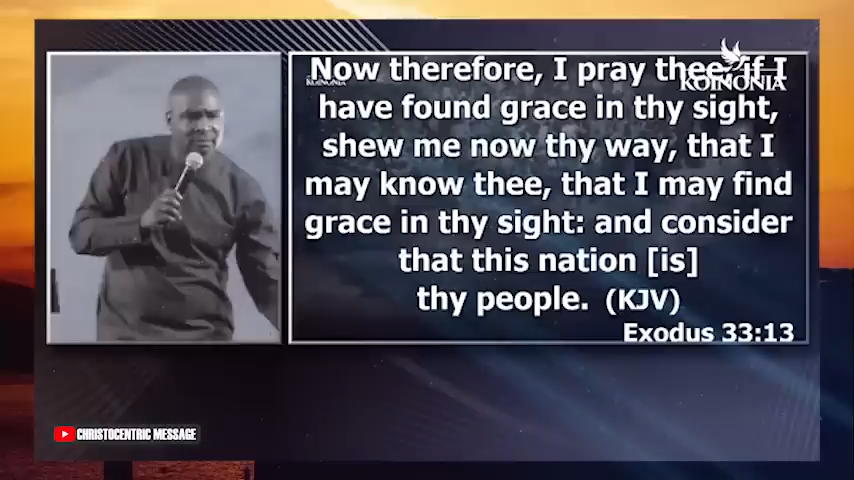 Now therefore, I pray thee, if I
KOINONIA
KOINONIA
have found grace in thy sight,
shew me now thy way, that I
may know thee, that I may find
grace in thy sight: and consider
that this nation [is]
thy people. (KJV)
Exodus 33:13
CHRISTOCENTRIC MESSAGE